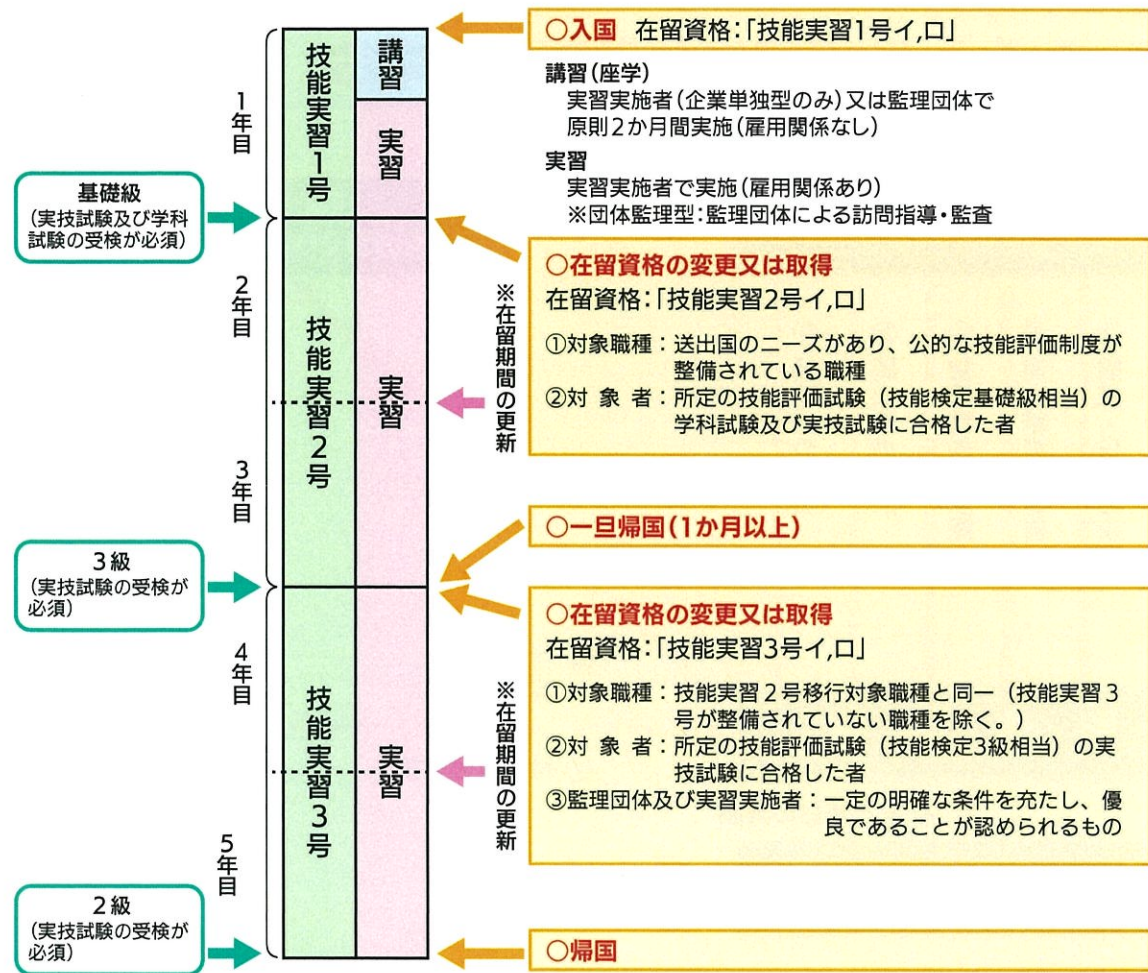 ○入国 在留資格:「技能実習1号イ,ロ」
講習(座学)
実習実施者(企業単独型のみ)又は監理団体で
原則2か月間実施(雇用関係なし)
実習
実習実施者で実施(雇用関係あり)
※団体監理型:監理団体による訪問指導・監査
1年目
技能実習1号
講習
実習
基礎級
(実技試験及び学科
試験の受検が必須)
○在留資格の変更又は取得
在留資格:「技能実習2号イ,ロ」
①対象職種:送出国のニーズがあり、公的な技能評価制度が
整備されている職種
②対象者:所定の技能評価試験(技能検定基礎級相当)の
学科試験及び実技試験に合格した者
2年目
3年目
技能実習2号
実習
※在留期間の更新
○一旦帰国(1か月以上)
3級
(実技試験の受検が
必須)
○在留資格の変更又は取得
在留資格:「技能実習3号イ,ロ」
①対象職種:技能実習2号移行対象職種と同一(技能実習3
号が整備されていない職種を除く。)
②対象者:所定の技能評価試験(技能検定3級相当)の実
技試験に合格した者
③監理団体及び実習実施者:一定の明確な条件を充たし、優
良であることが認められるもの
4年目
5年目
技能実習3号
実習
※在留期間の更新
2級
(実技試験の受検が
必須)
○帰国